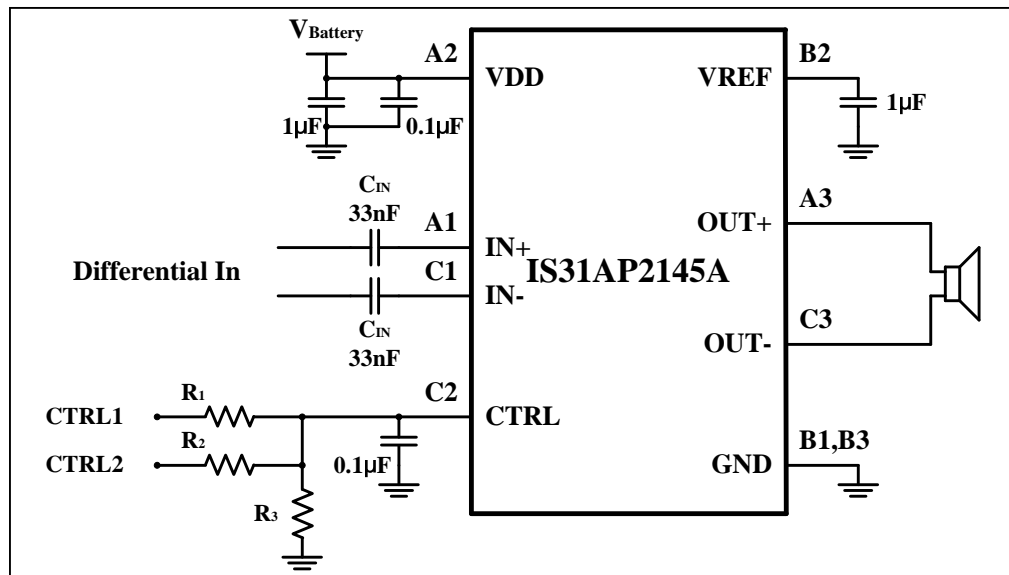 VBattery
A2
VDD
1µF
0.1µF
VREF
B2
1µF
CIN
33nF
A1
IN+
Differential In
C1
IN-
CIN
33nF
IS31AP2145A
OUT+
A3
OUT-
C3
R1
CTRL1
C2
CTRL
R2
CTRL2
0.1µF
R3
GND
B1,B3